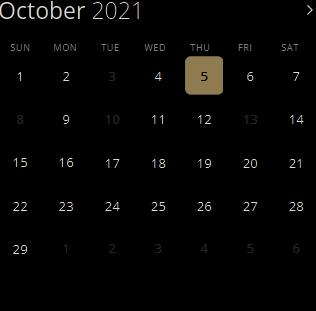 October 2021 >
SUN MON TUE WED THU FRI SAT
1 2 3 4 5 6 7
8 9 10 11 12 13 14
15 16 17 18 19 20 21
22 23 24 25 26 27 28
29 1 2 3 4 5 6